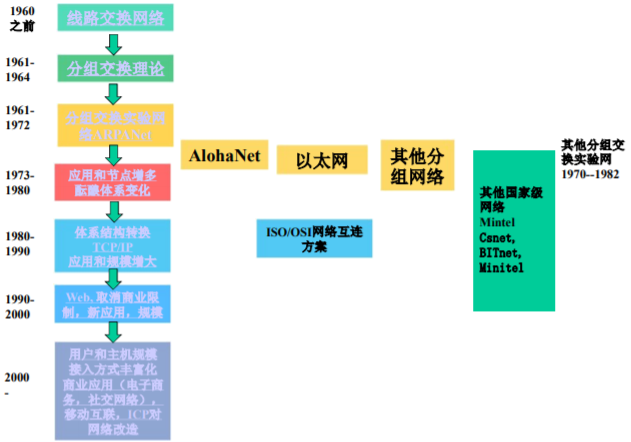 1960
之前
线路交换网络
1961-
1964
分组交换理论
1961-
1972
分组交换实验网
络ARPANet
AlohaNet
以太网
其他分
组网络
其他分组交
换实验网
1970--1982
1973-
1980
应用和节点增多
酝酿体系变化
其他国家级
网络
Mintel
Csnet,
BITnet,
Minitel
1980-
1990
体系结构转换
TCP/IP
应用和规模增大
ISO/OSI网络互连
方案
1990-
2000
Web, 取消商业限
制，新应用，规模
2000
-
用户和主机规模
接入方式丰富化
商业应用（电子商
务，社交网络），
移动互联，ICP对
网络改造